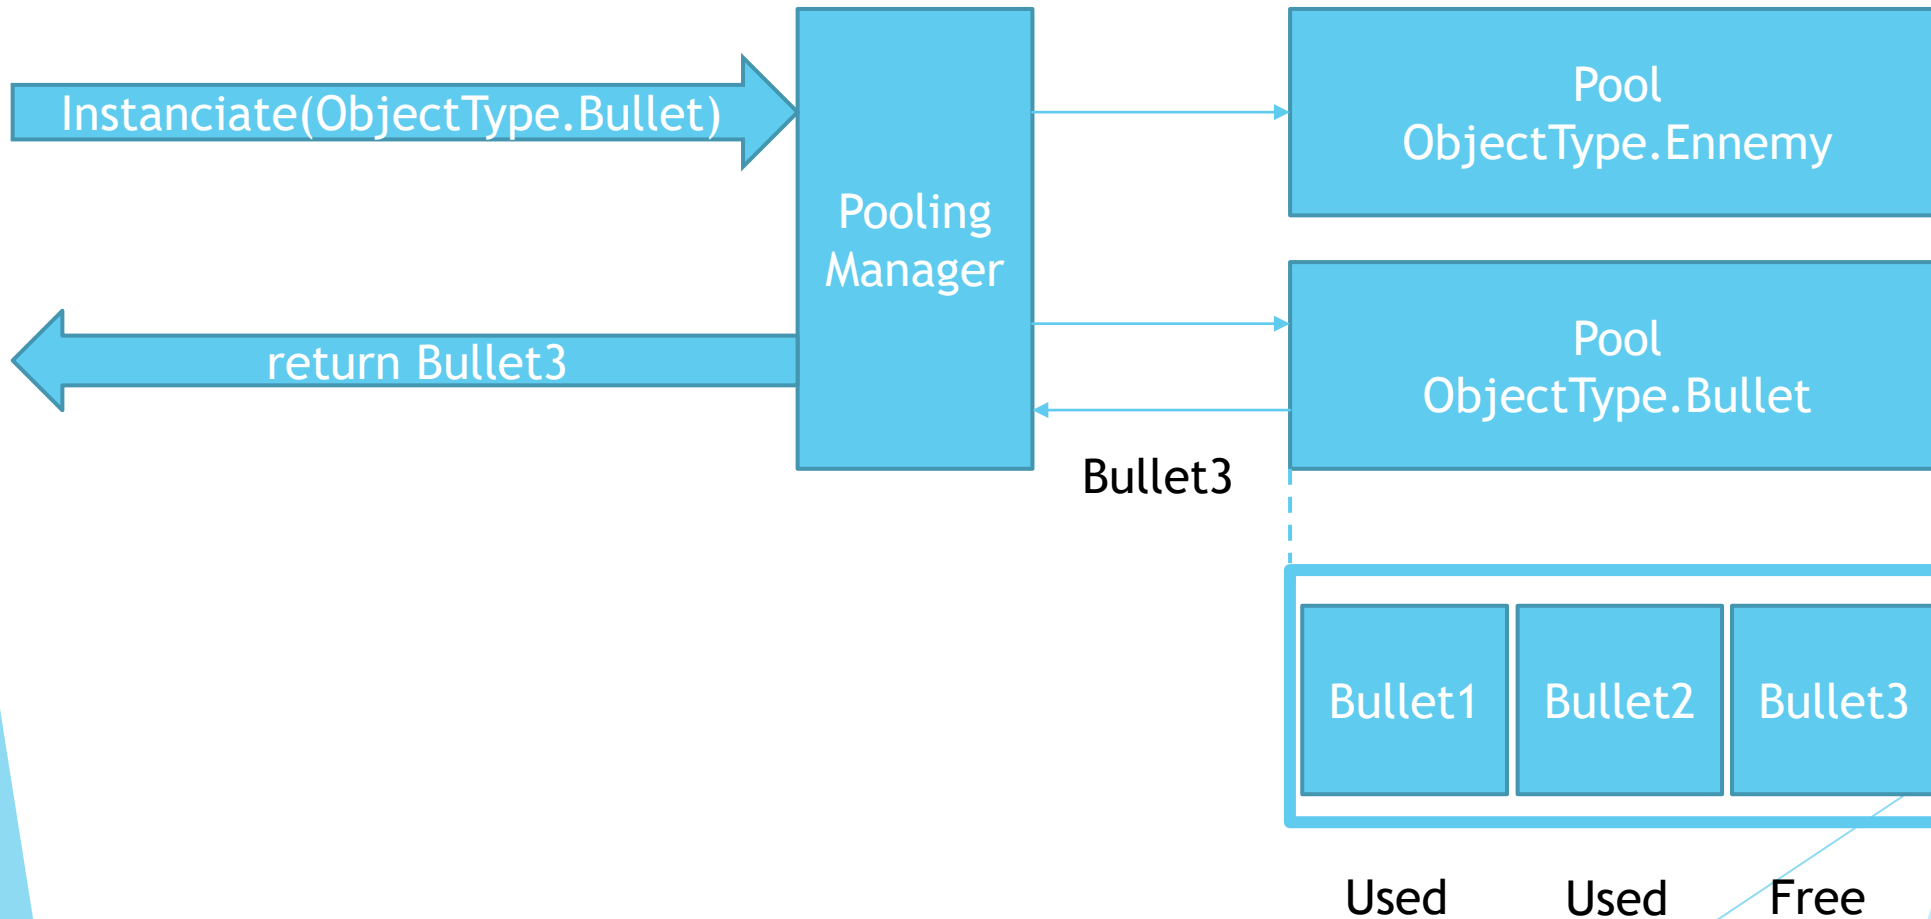 Instanciate(ObjectType.Bullet)
return Bullet3
Pooling
Manager
Pool
ObjectType.Ennemy
Pool
ObjectType.Bullet
Bullet3
Bullet1
Bullet2
Bullet3
Used
Used
Free